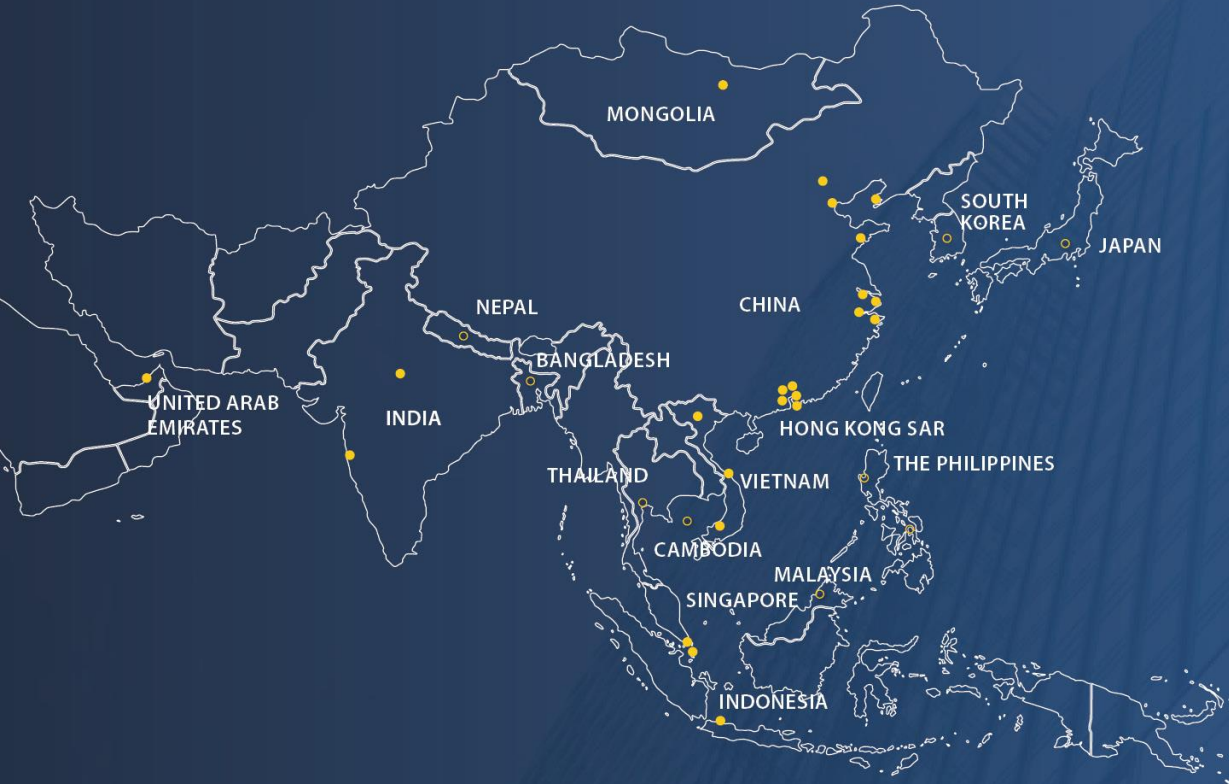 MONGOLIA
SOUTH
KOREA
JAPAN
NEPAL
CHINA
BANGLADESH
UNITED ARAB
EMIRATES
INDIA
HONG KONG SAR
THE PHILIPPINES
THAILAND
VIETNAM
CAMBODIA
MALAYSIA
SINGAPORE
INDONESIA